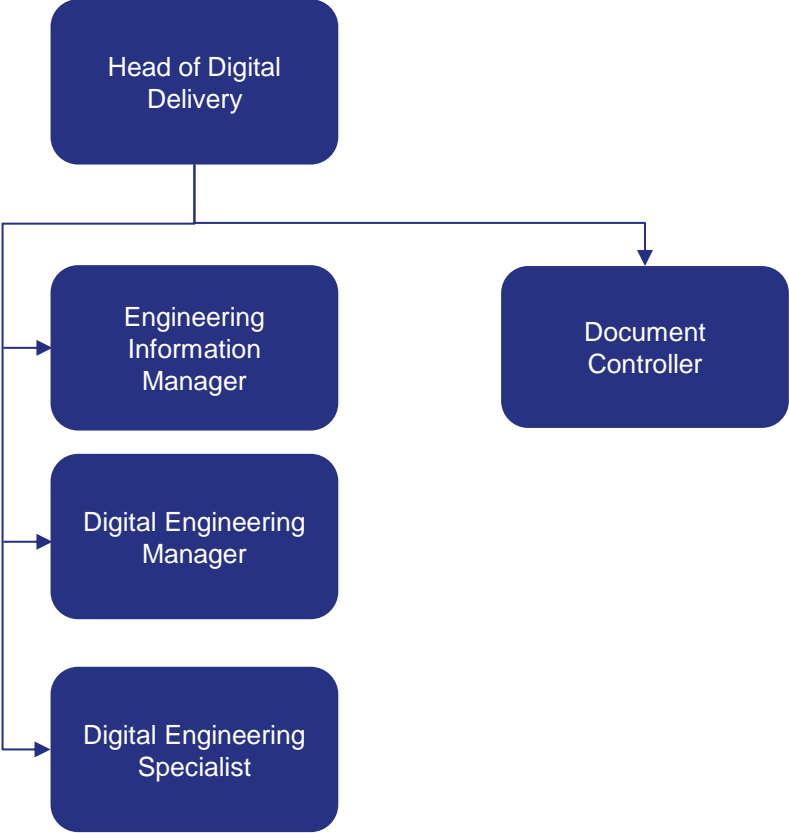 Head of Digital
Delivery
Engineering
Information
Manager
Document
Controller
Digital Engineering
Manager
Digital Engineering
Specialist